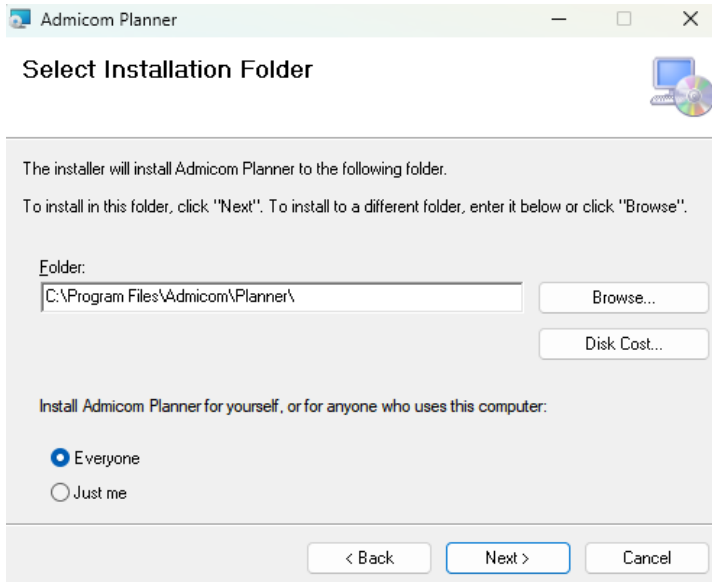 Admicom Planner
Select Installation Folder
The installer will install Admicom Planner to the following folder.
To install in this folder, click "Next". To install to a different folder, enter it below or click "Browse".
Folder:
C:\Program Files\Admicom\Planner\
Browse...
Disk Cost...
Install Admicom Planner for yourself, or for anyone who uses this computer:
Everyone
Just me
< Back
Next >
Cancel